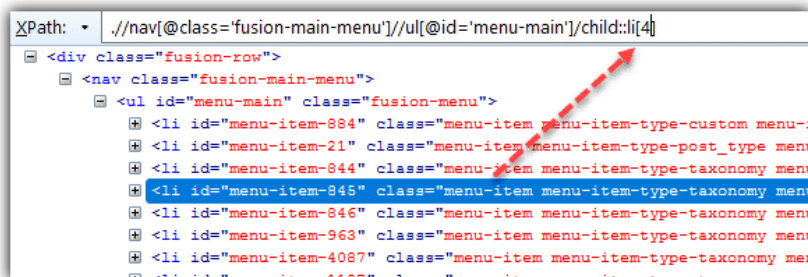 XPath: .//nav[@class='fusion-main-menu']//ul[@id='menu-main']/child::li[4]
<div class="fusion-row">
<nav class="fusion-main-menu">
<ul id="menu-main" class="fusion-menu">
<li id="menu-item-884" class="menu-item menu-item-type-custom menu-i
<li id="menu-item-21" class="menu-item menu-item-type-post_type menu
<li id="menu-item-844" class="menu-item menu-item-type-taxonomy menu
<li id="menu-item-845" class="menu-item menu-item-type-taxonomy menu
<li id="menu-item-846" class="menu-item menu-item-type-taxonomy menu
<li id="menu-item-963" class="menu-item menu-item-type-taxonomy menu
<li id="menu-item-4087" class="menu-item menu-item-type-taxonomy men